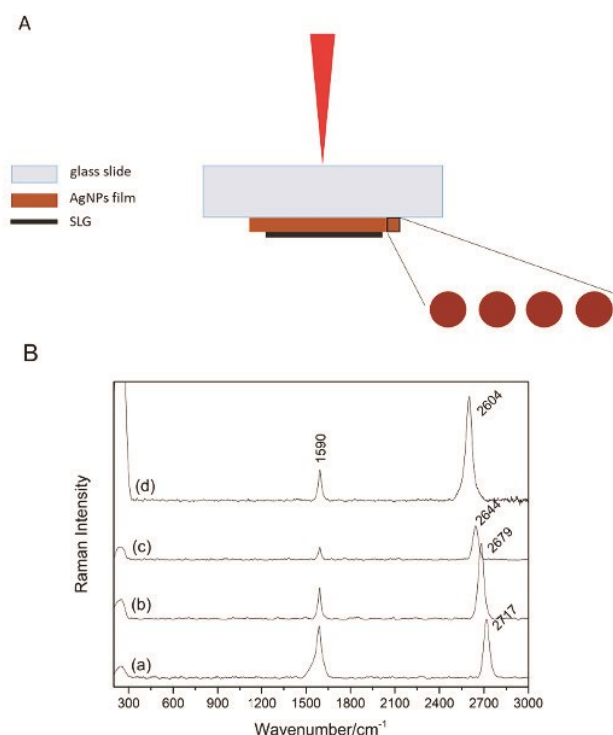 A
glass slide
AgNPs film
SLG
B
2604
1590
(d)
2644
(c)
2679
(b)
2717
(a)
Raman Intensity
300 600 900 1200 1500 1800 2100 2400 2700 3000
Wavenumber/cm-1